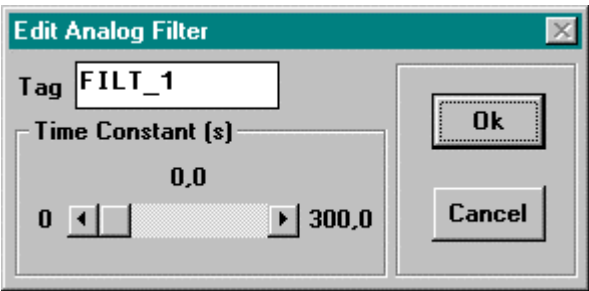 Edit Analog Filter
Tag FILT_1
Time Constant (s)
0,0
0 300,0
Ok
Cancel